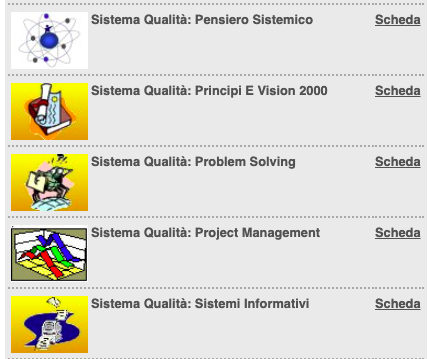 Sistema Qualità: Pensiero Sistemico Scheda
Sistema Qualità: Principi E Vision 2000 Scheda
Sistema Qualità: Problem Solving Scheda
Sistema Qualità: Project Management Scheda
Sistema Qualità: Sistemi Informativi Scheda